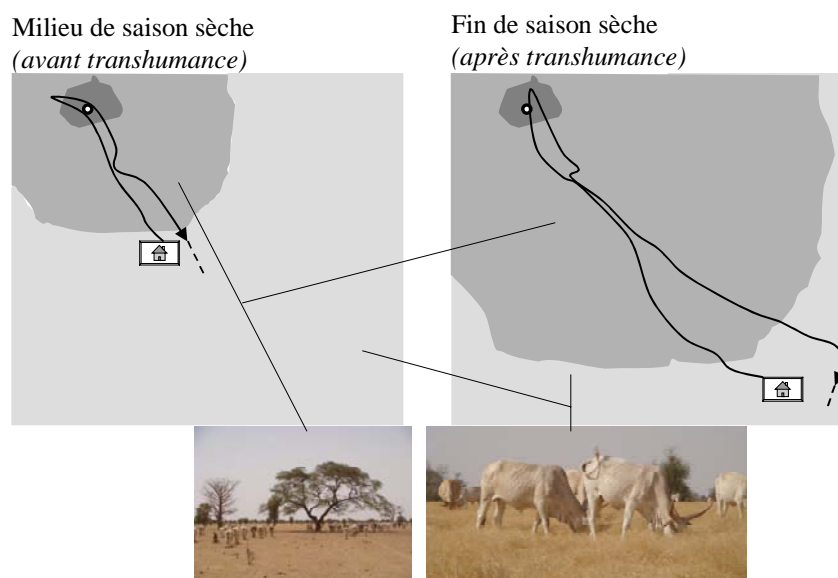 Milieu de saison sèche
(avant transhumance)
Fin de saison sèche
(après transhumance)